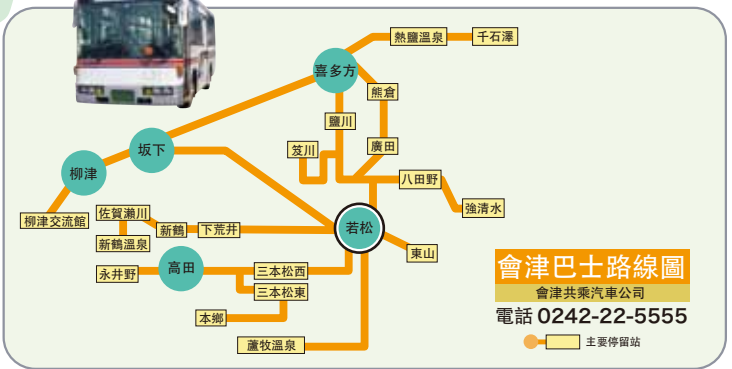 熱鹽溫泉
千石澤
喜多方
熊倉
鹽川
廣田
笈川
坂下
柳津
八田野
柳津交流館
佐賀瀨川
新鶴
下荒井
新鶴溫泉
若松
強清水
東山
永井野
高田
三本松西
三本松東
本鄉
蘆牧溫泉
會津巴士路線圖
會津共乘汽車公司
電話 0242-22-5555
主要停留站